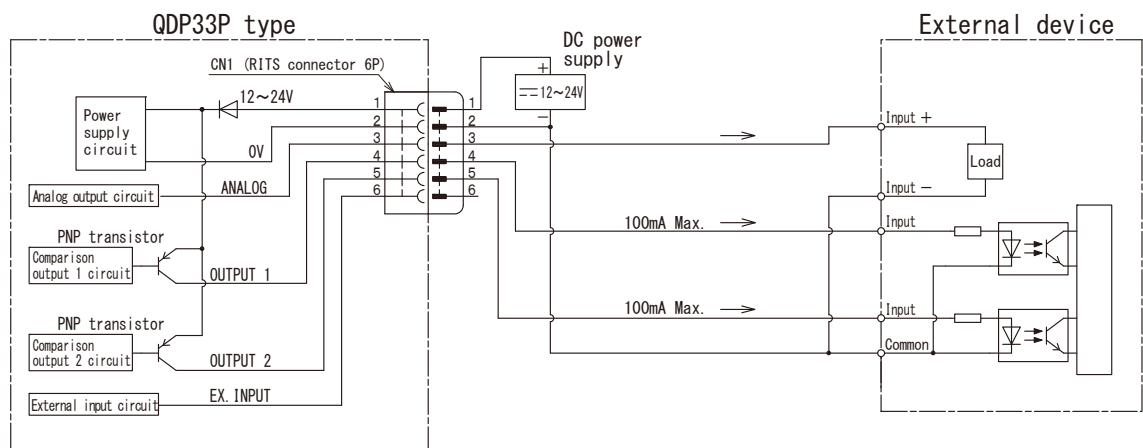 QDP33P type
External device
DC power
supply
CN1 (RITS connector 6P)
+
12～24V
−
12～24V
1
2
3
4
5
6
1
2
3
4
5
6
Power
supply
circuit
0V
Analog output circuit
ANALOG
PNP transistor
Comparison
output 1 circuit
OUTPUT 1
PNP transistor
Comparison
output 2 circuit
OUTPUT 2
External input circuit
EX. INPUT
100mA Max.
100mA Max.
Input +
Load
Input −
Input
Input
Common